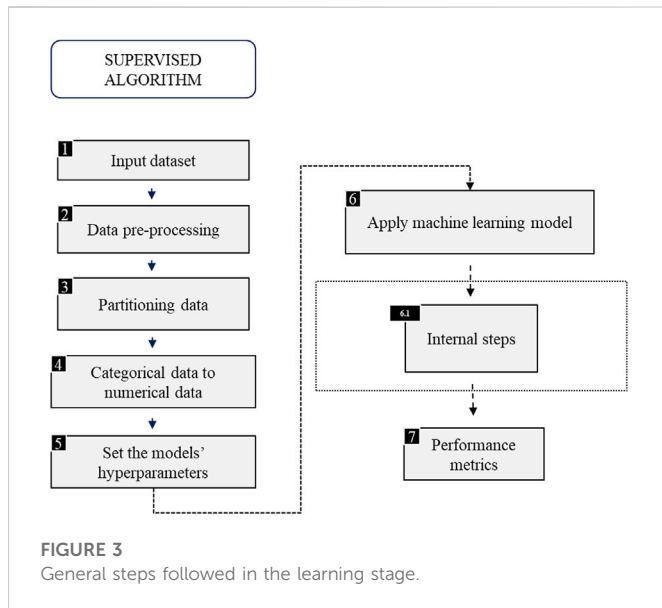 SUPERVISED
ALGORITHM
1
Input dataset
2
Data pre-processing
3
Partitioning data
4
Categorical data to
numerical data
5
Set the models'
hyperparameters
6
Apply machine learning model
6.1
Internal steps
7
Performance
metrics
FIGURE 3
General steps followed in the learning stage.